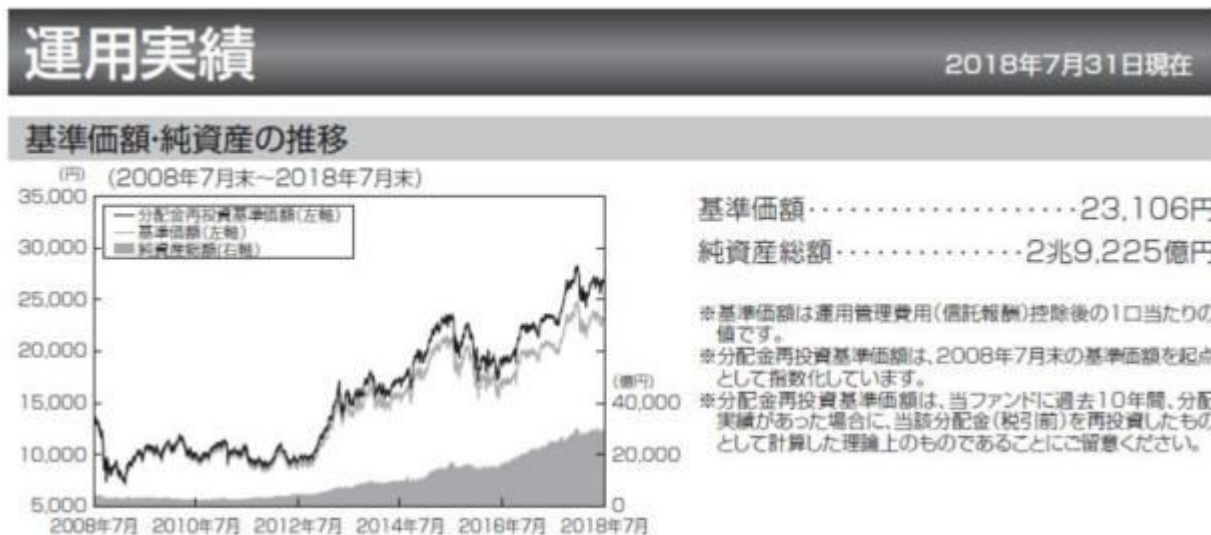 運用実績
2018年7月31日現在
基準価額・純資産の推移
(円)
(2008年7月末～2018年7月末)
35,000
30,000
25,000
20,000
15,000
10,000
5,000
分配金再投資基準価額(左軸)
基準価額(左軸)
純資産総額(右軸)
(億円)
40,000
20,000
0
2008年7月 2010年7月 2012年7月 2014年7月 2016年7月 2018年7月
基準価額・・・・・・・・・・・・・・・・・・・・・23,106円
純資産総額・・・・・・・・・・・・・・・2兆9,225億円
※基準価額は運用管理費用(信託報酬)控除後の1口当たりの
値です。
※分配金再投資基準価額は、2008年7月末の基準価額を起点
として指数化しています。
※分配金再投資基準価額は、当ファンドに過去10年間、分配
実績があった場合に、当該分配金(税引前)を再投資したもの
として計算した理論上のものであることにご留意ください。